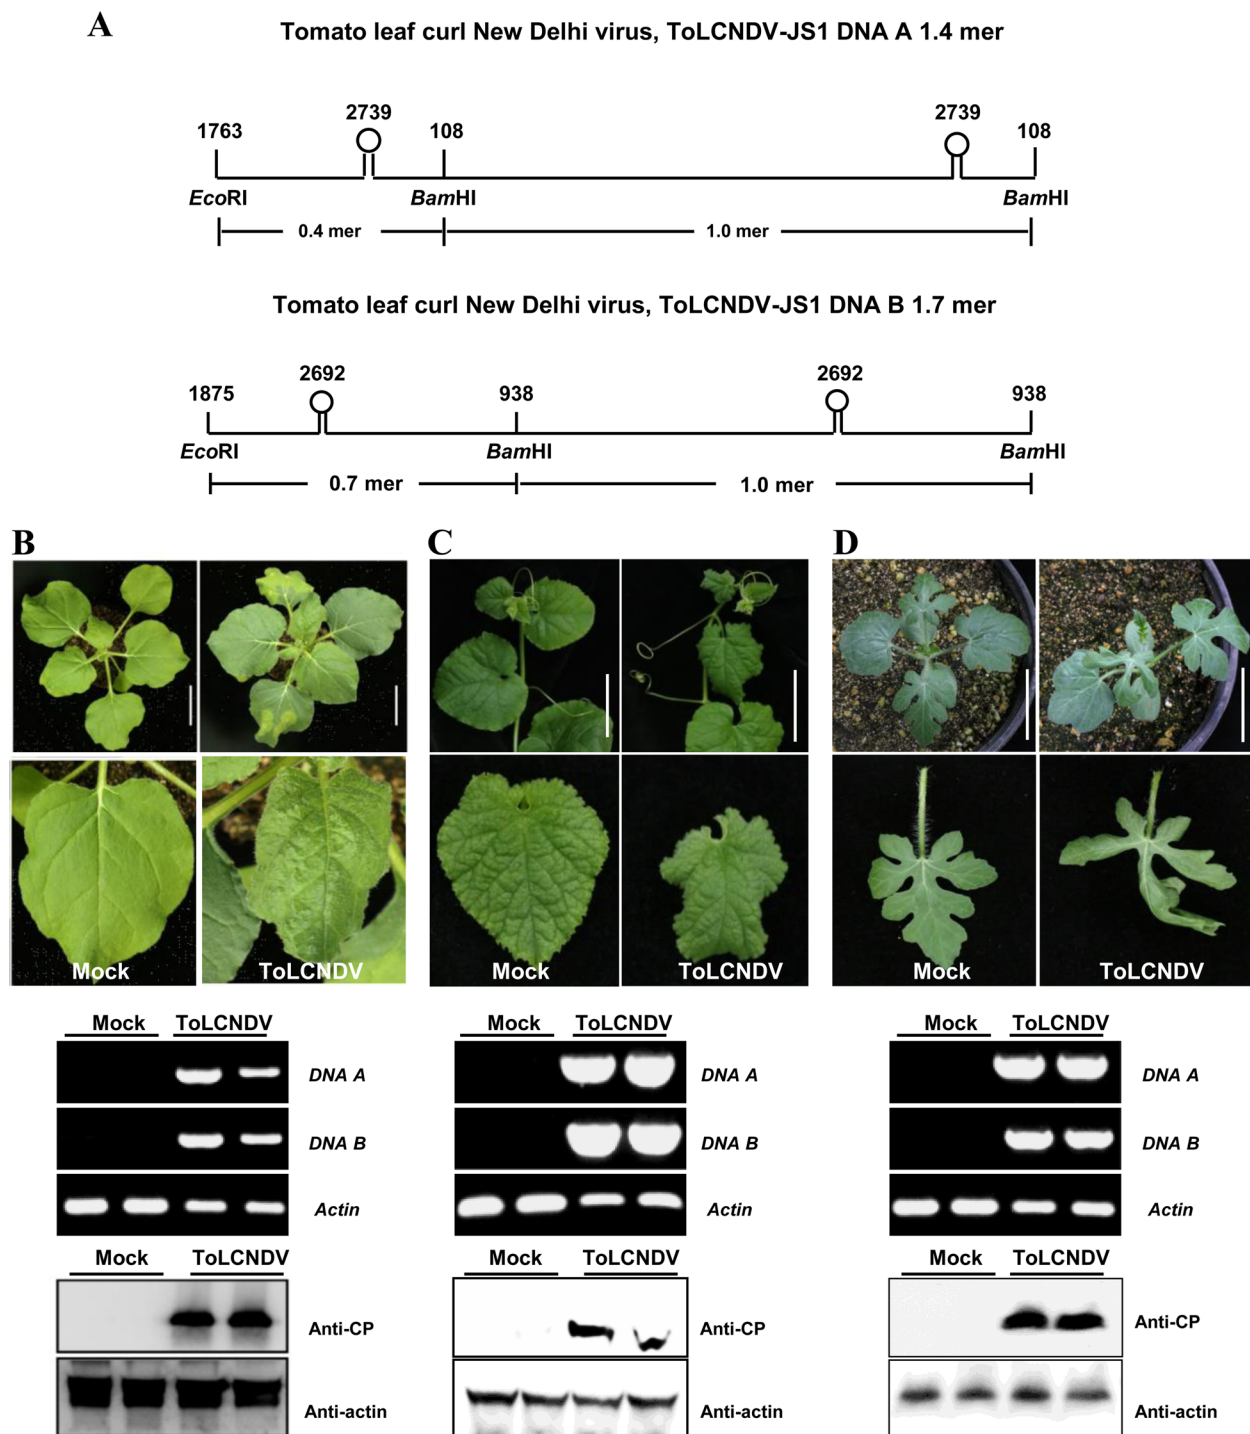 A
Tomato leaf curl New Delhi virus, ToLCNDV-JS1 DNA A 1.4 mer
2739 2739
1763 108 108
EcoRI BamHI BamHI
0.4 mer 1.0 mer
Tomato leaf curl New Delhi virus, ToLCNDV-JS1 DNA B 1.7 mer
2692 2692
1875 938 938
EcoRI BamHI BamHI
0.7 mer 1.0 mer
B C D
Mock ToLCNDV Mock ToLCNDV Mock ToLCNDV
Mock ToLCNDV Mock ToLCNDV Mock ToLCNDV
DNA A DNA A DNA A
DNA B DNA B DNA B
Actin Actin Actin
Mock ToLCNDV Mock ToLCNDV Mock ToLCNDV
Anti-CP Anti-CP Anti-CP
Anti-actin Anti-actin Anti-actin